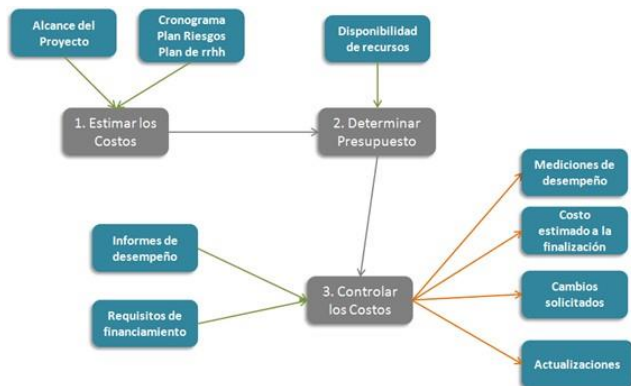 Alcance del
Proyecto
Cronograma
Plan Riesgos
Plan de rrhh
Disponibilidad
de recursos
1. Estimar los
Costos
2. Determinar
Presupuesto
Mediciones de
desempeño
Informes de
desempeño
Costo
estimado a la
finalización
3. Controlar
los Costos
Cambios
solicitados
Requisitos de
financiamiento
Actualizaciones